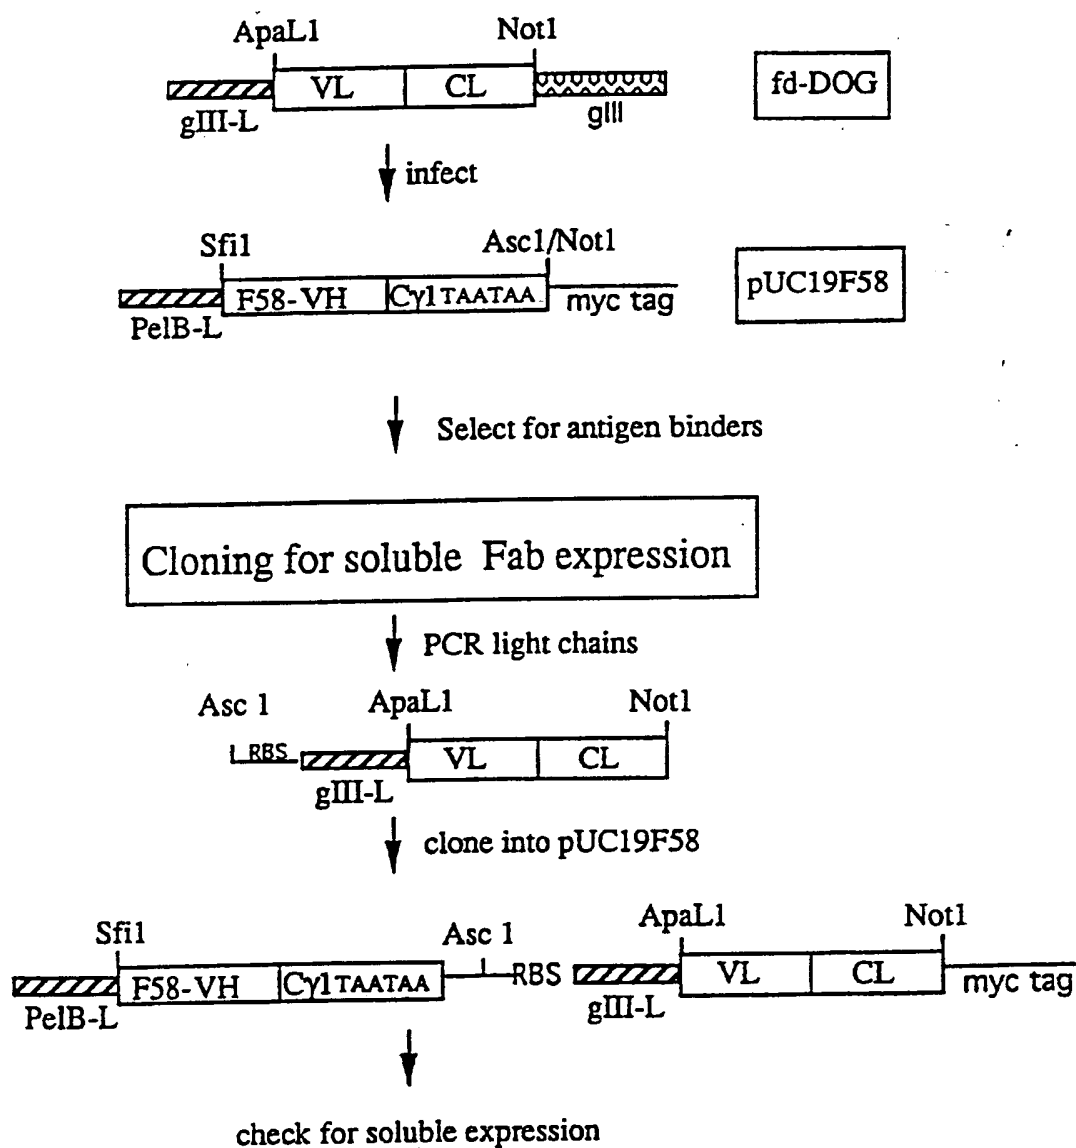 ApaL1 Not1
VL CL
fd-DOG
gIII-L gIII
infect
Sfi1 Asc1/Not1
F58-VH Cγ1 TAATAA
myc tag
pUC19F58
PelB-L
Select for antigen binders
Cloning for soluble Fab expression
PCR light chains
Asc 1 ApaL1 Not1
RBS VL CL
gIII-L
clone into pUC19F58
Sfi1 Asc 1 ApaL1 Not1
F58-VH Cγ1 TAATAA RBS VL CL myc tag
PelB-L gIII-L
check for soluble expression